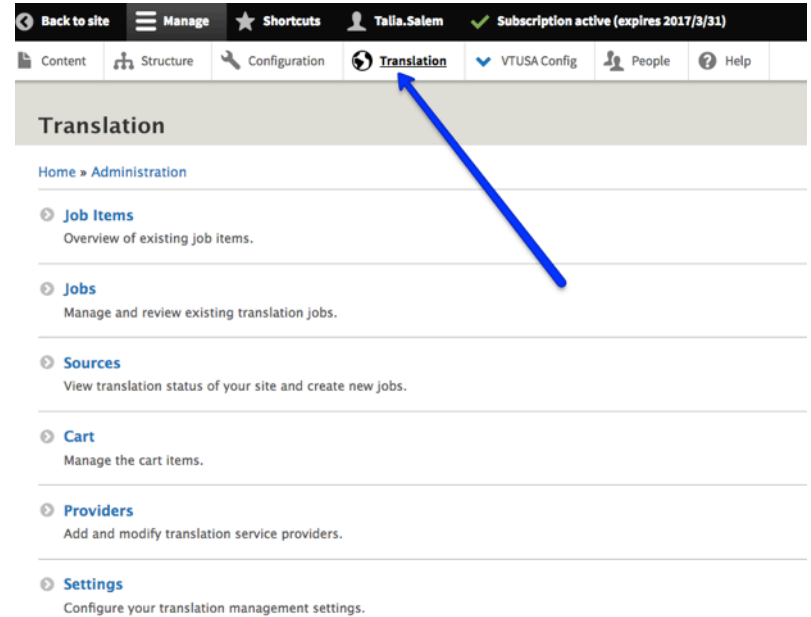 Back to site Manage Shortcuts Talia.Salem Subscription active (expires 2017/3/31)
Content Structure Configuration Translation VTUSA Config People Help
Translation
Home » Administration
Job Items
Overview of existing job items.
Jobs
Manage and review existing translation jobs.
Sources
View translation status of your site and create new jobs.
Cart
Manage the cart items.
Providers
Add and modify translation service providers.
Settings
Configure your translation management settings.